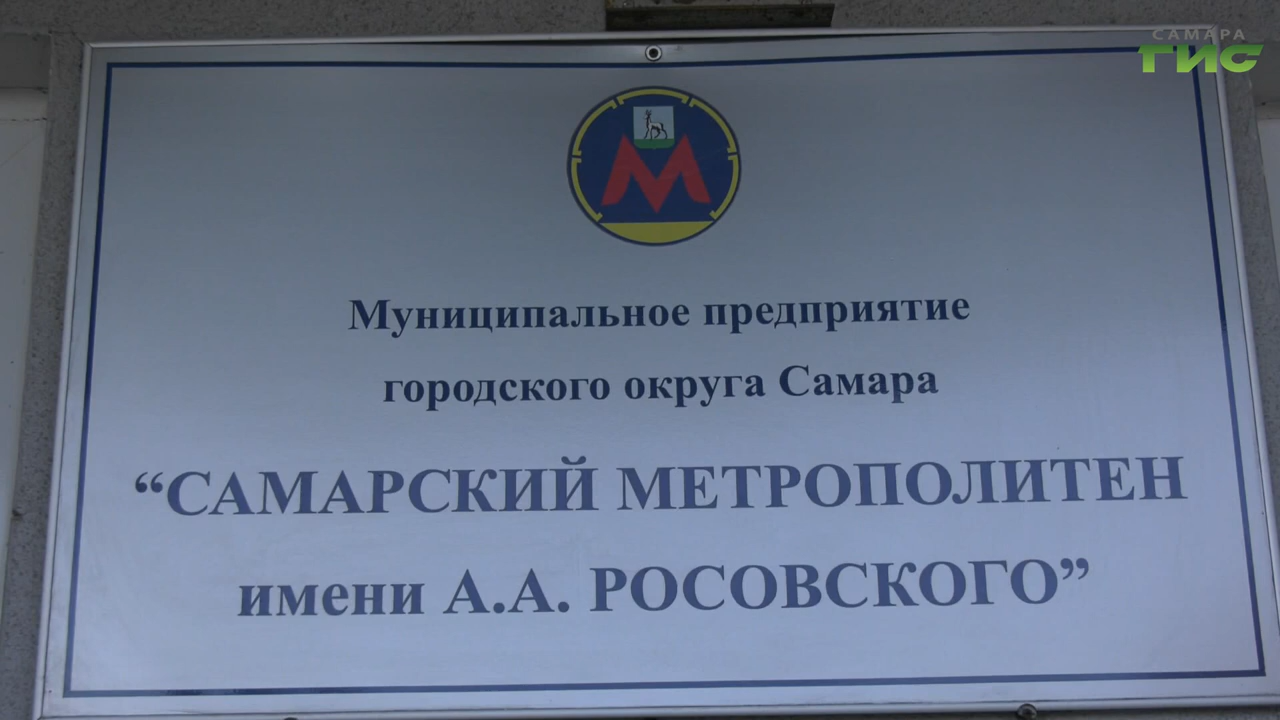 САМАРА
ГИС
М
Муниципальное предприятие
городского округа Самара
“САМАРСКИЙ МЕТРОПОЛИТЕН
имени А.А. РОСОВСКОГО”